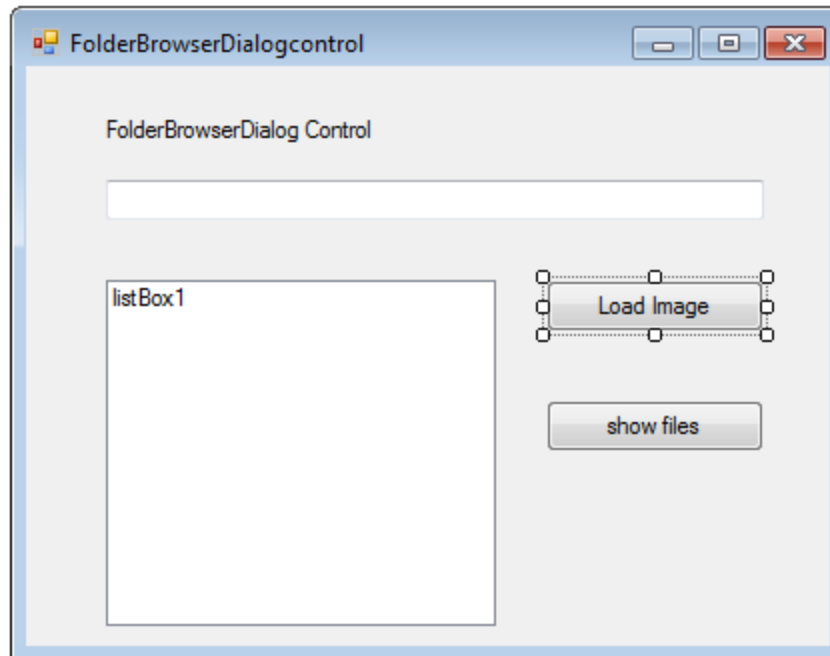 FolderBrowserDialogcontrol
FolderBrowserDialog Control
listBox1
Load Image
show files